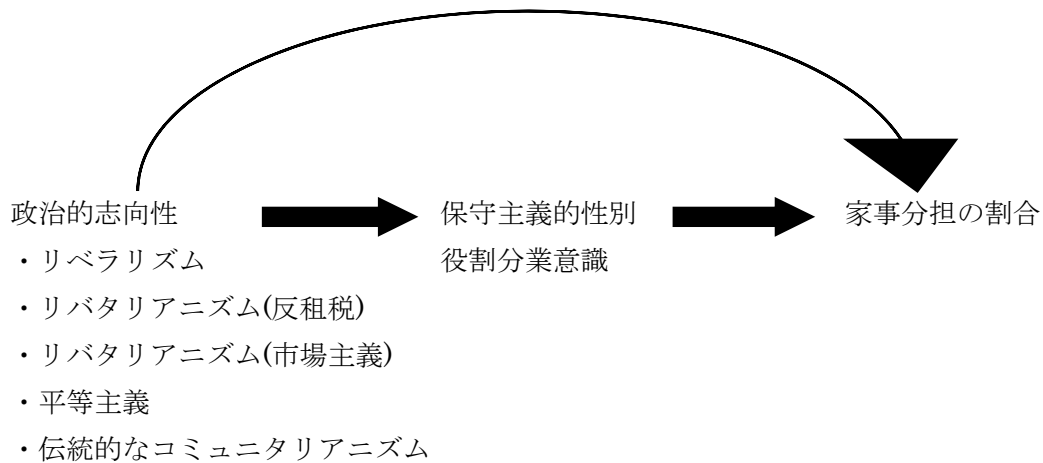 政治的志向性
・リベラリズム
・リバタリアニズム(反租税)
・リバタリアニズム(市場主義)
・平等主義
・伝統的なコミュニタリアニズム
保守主義的性別
役割分業意識
家事分担の割合